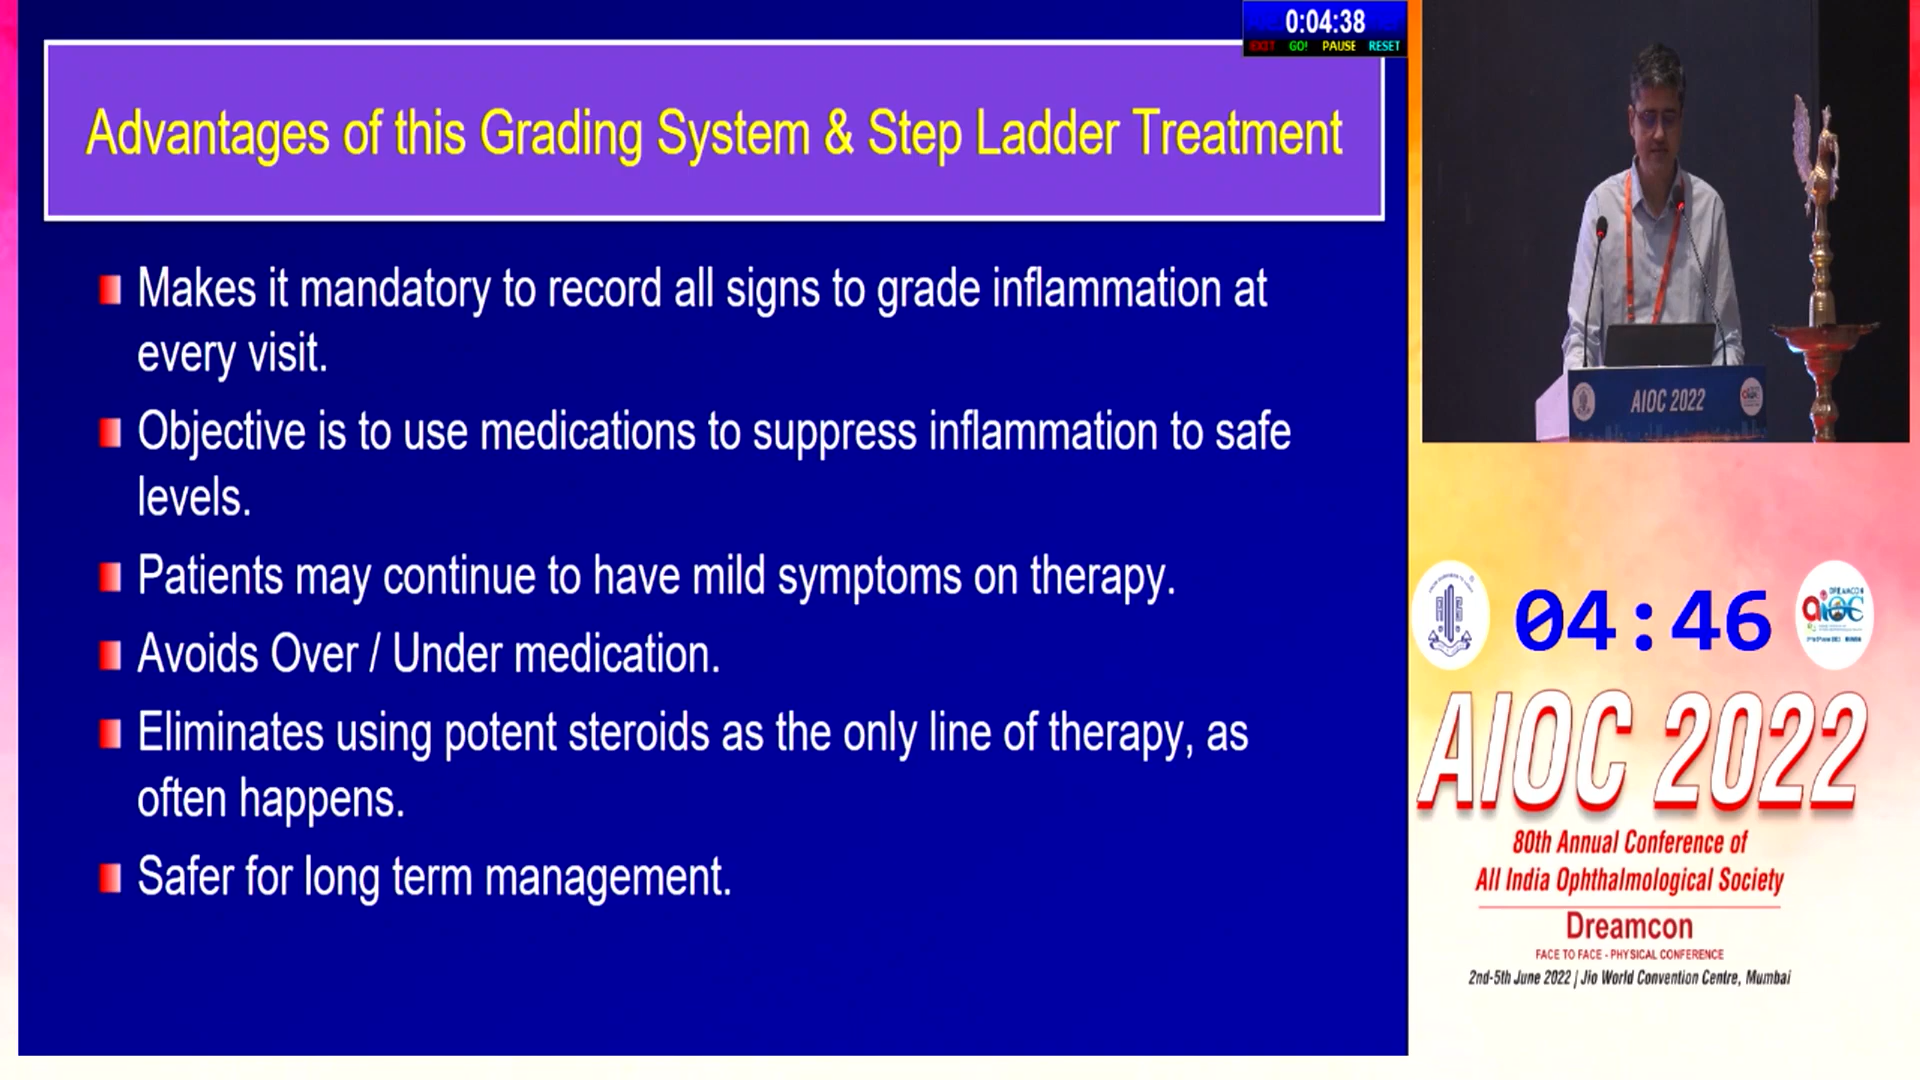 0:04:38
EXIT GO! PAUSE RESET
Advantages of this Grading System & Step Ladder Treatment
Makes it mandatory to record all signs to grade inflammation at
every visit.
Objective is to use medications to suppress inflammation to safe
levels.
Patients may continue to have mild symptoms on therapy.
Avoids Over / Under medication.
Eliminates using potent steroids as the only line of therapy, as
often happens.
Safer for long term management.
AIOC 2022
04:46
AIOC 2022
80th Annual Conference of
All India Ophthalmological Society
Dreamcon
FACE TO FACE - PHYSICAL CONFERENCE
2nd-5th June 2022 | Jio World Convention Centre, Mumbai